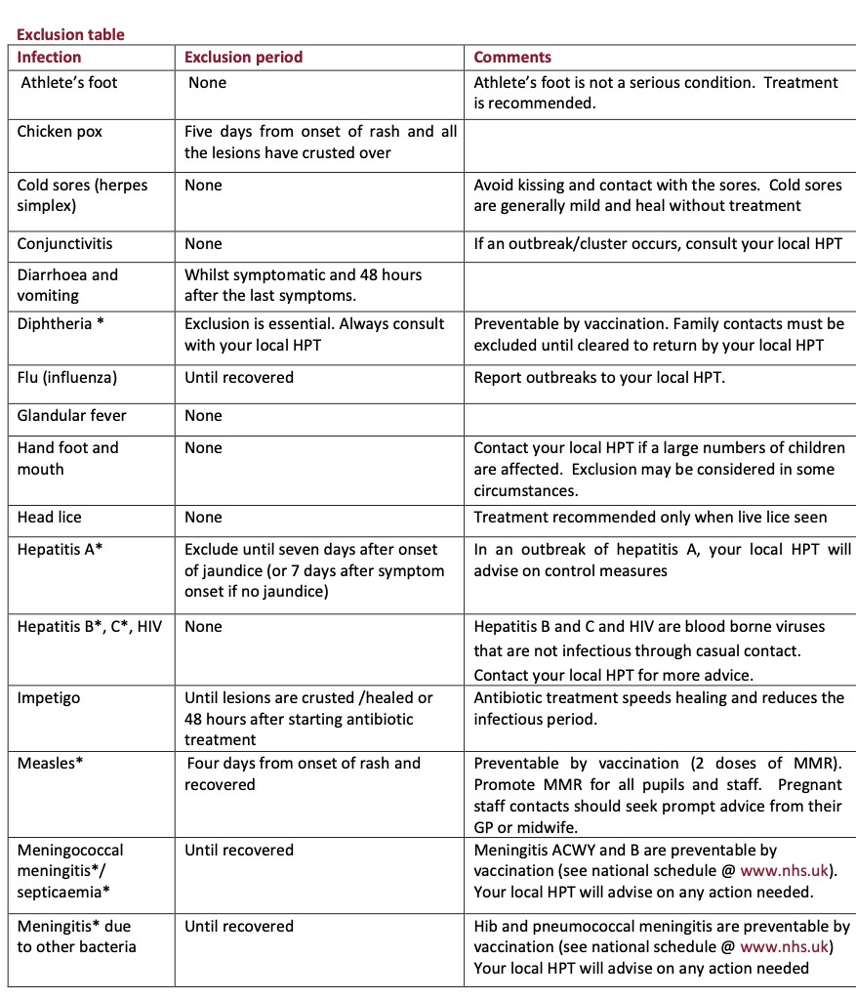 Exclusion table
Infection Exclusion period Comments
Athlete’s foot None Athlete’s foot is not a serious condition. Treatment
is recommended.
Chicken pox Five days from onset of rash and all
the lesions have crusted over
Cold sores (herpes
simplex)
None
Avoid kissing and contact with the sores. Cold sores
are generally mild and heal without treatment
Conjunctivitis None If an outbreak/cluster occurs, consult your local HPT
Diarrhoea and
vomiting
Whilst symptomatic and 48 hours
after the last symptoms.
Diphtheria *
Exclusion is essential. Always consult
with your local HPT
Preventable by vaccination. Family contacts must be
excluded until cleared to return by your local HPT
Flu (influenza) Until recovered Report outbreaks to your local HPT.
Glandular fever None
Hand foot and
mouth
None
Contact your local HPT if a large numbers of children
are affected. Exclusion may be considered in some
circumstances.
Head lice None Treatment recommended only when live lice seen
Hepatitis A*
Exclude until seven days after onset
of jaundice (or 7 days after symptom
onset if no jaundice)
In an outbreak of hepatitis A, your local HPT will
advise on control measures
Hepatitis B*, C*, HIV None
Hepatitis B and C and HIV are blood borne viruses
that are not infectious through casual contact.
Contact your local HPT for more advice.
Impetigo
Until lesions are crusted /healed or
48 hours after starting antibiotic
treatment
Antibiotic treatment speeds healing and reduces the
infectious period.
Measles*
Four days from onset of rash and
recovered
Preventable by vaccination (2 doses of MMR).
Promote MMR for all pupils and staff. Pregnant
staff contacts should seek prompt advice from their
GP or midwife.
Meningococcal
meningitis*/
septicaemia*
Until recovered
Meningitis ACWY and B are preventable by
vaccination (see national schedule @ www.nhs.uk).
Your local HPT will advise on any action needed.
Meningitis* due
to other bacteria
Until recovered
Hib and pneumococcal meningitis are preventable by
vaccination (see national schedule @ www.nhs.uk)
Your local HPT will advise on any action needed